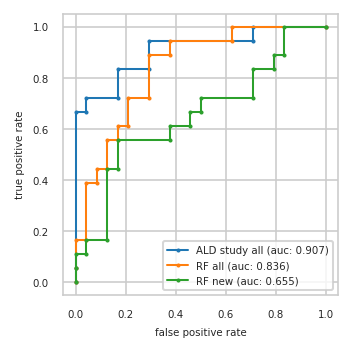 1.0
0.8
0.6
0.4
0.2
0.0
true positive rate
ALD study all (auc: 0.907)
RF all (auc: 0.836)
RF new (auc: 0.655)
0.0 0.2 0.4 0.6 0.8 1.0
false positive rate